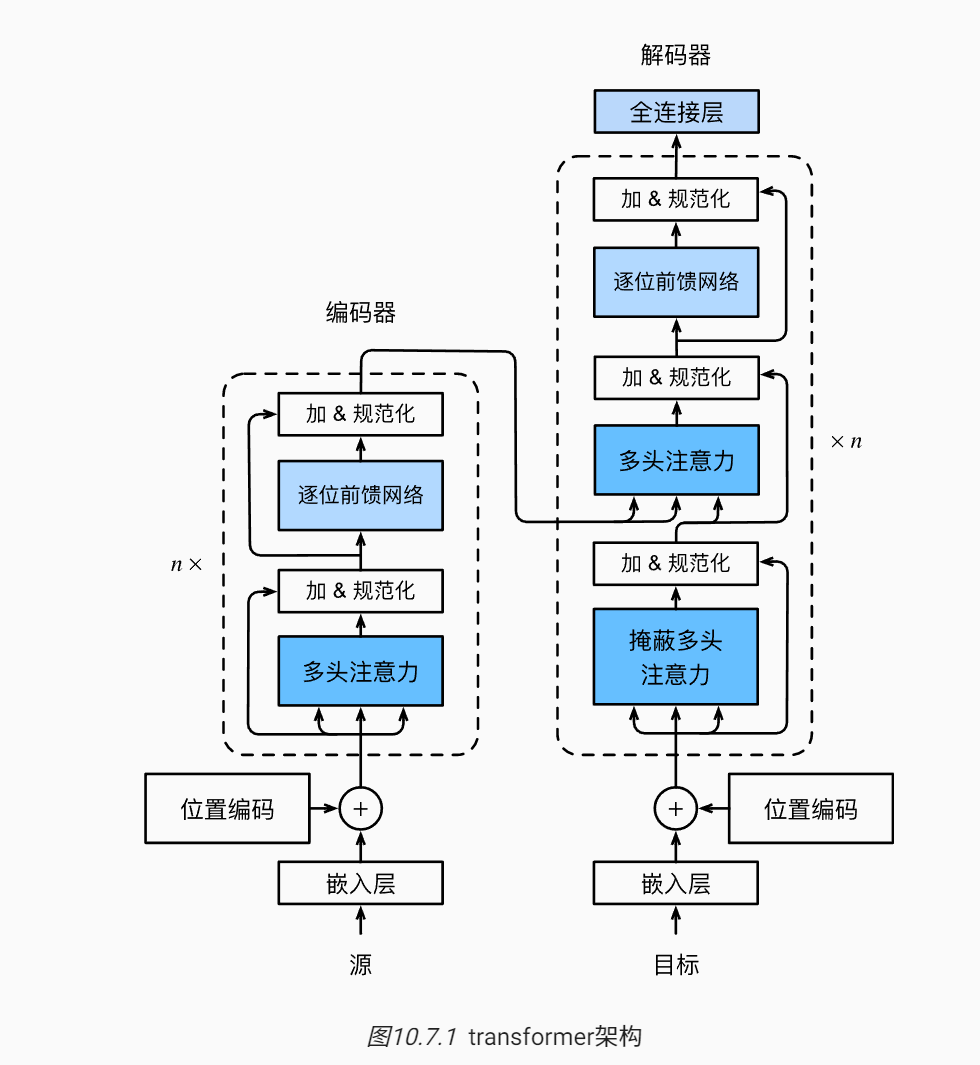 解码器
全连接层
加 & 规范化
逐位前馈网络
加 & 规范化
多头注意力
× n
加 & 规范化
掩蔽多头
注意力
位置编码
+
嵌入层
目标
编码器
加 & 规范化
逐位前馈网络
n ×
加 & 规范化
多头注意力
位置编码
+
嵌入层
源
图10.7.1 transformer架构